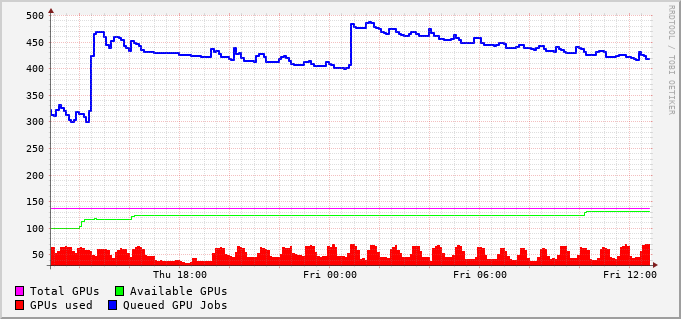 500
450
400
350
300
250
200
150
100
50
Thu 18:00 Fri 00:00 Fri 06:00 Fri 12:00
Total GPUs Available GPUs
GPUs used Queued GPU Jobs
RRDTOOL / TOBI OETIKER